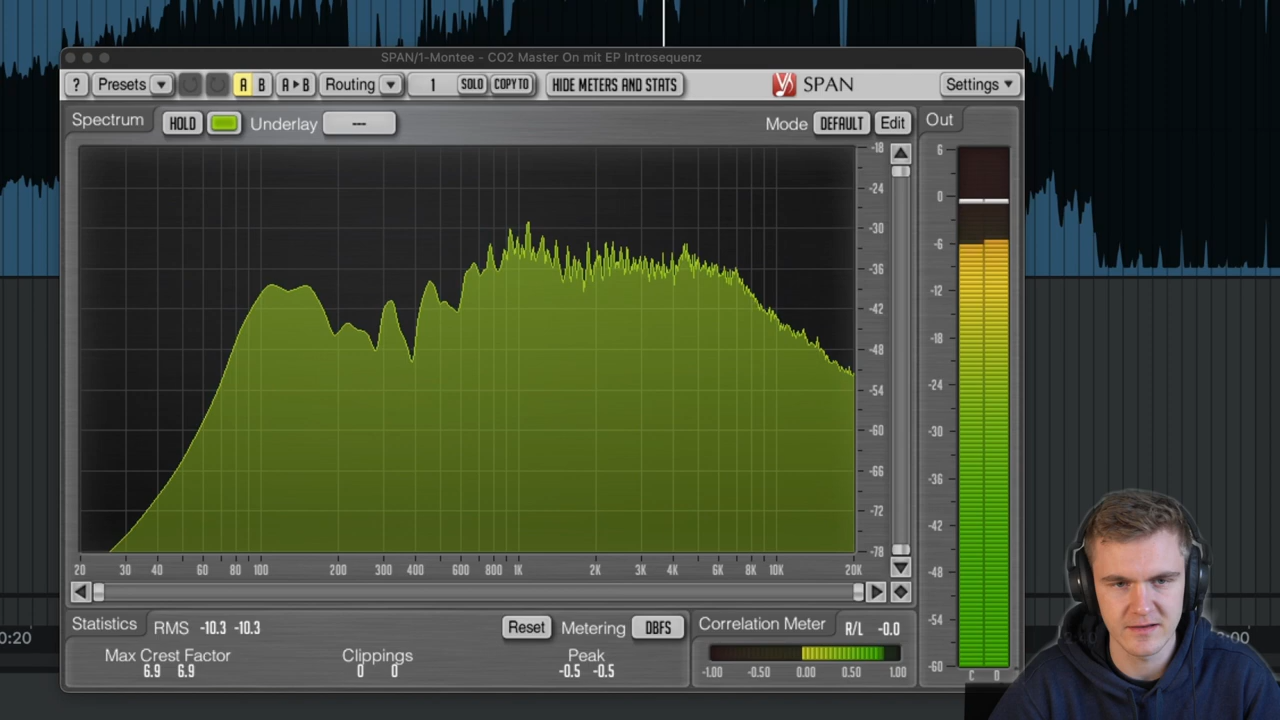 SPAN/1-Montee - CO2 Master On mit EP Introsequenz
? Presets A B A▸B Routing 1 SOLO COPY TO HIDE METERS AND STATS SPAN Settings
Spectrum HOLD Underlay --- Mode DEFAULT Edit Out
-18
-24
-30
-36
-42
-48
-54
-60
-66
-72
-78
6
0
-6
-12
-18
-24
-30
-36
-42
-48
-54
-60
C D
20 30 40 60 80 100 200 300 400 600 800 1K 2K 3K 4K 6K 8K 10K 20K
Statistics RMS -10.3 -10.3 Reset Metering DBFS Correlation Meter R/L -0.0
Max Crest Factor Clippings Peak
6.9 6.9 0 0 -0.5 -0.5
-1.00 -0.50 0.00 0.50 1.00
0:20
:00